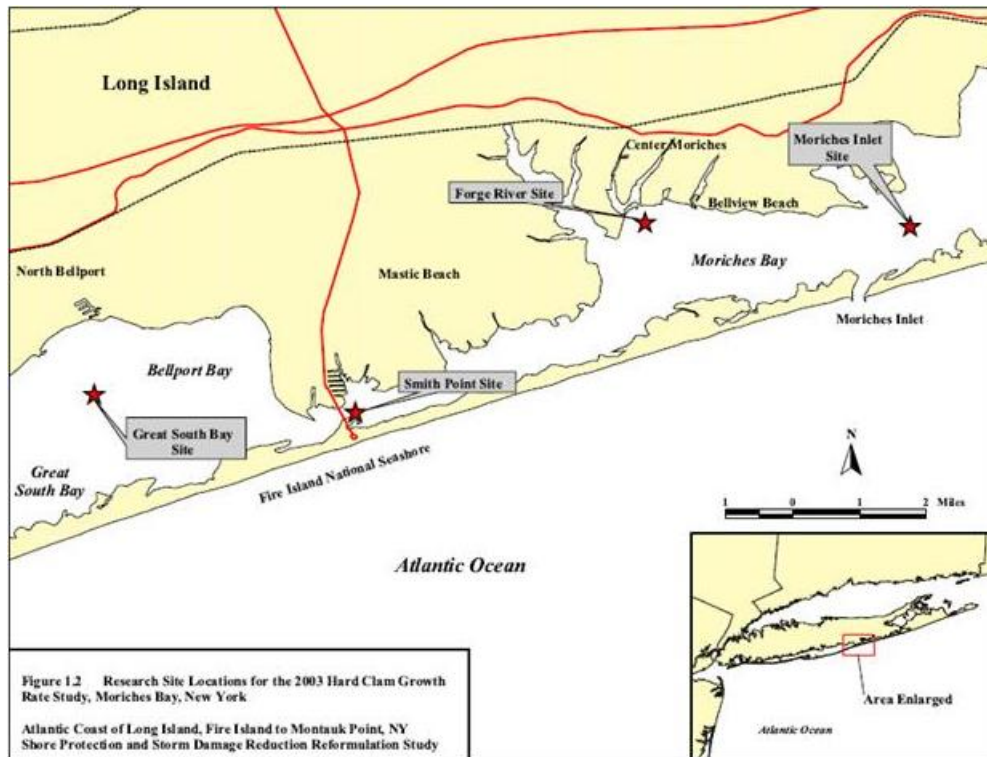 Long Island
Moriches Inlet
Site
Center Moriches
Forge River Site
Bellview Beach
North Bellport
Mastic Beach
Moriches Bay
Moriches Inlet
Bellport Bay
Smith Point Site
Great South Bay
Site
Great
South Bay
Fire Island National Seashore
N
1 0 1 2 Miles
Atlantic Ocean
Area Enlarged
Atlantic Ocean
Figure 1.2 Research Site Locations for the 2003 Hard Clam Growth
Rate Study, Moriches Bay, New York
Atlantic Coast of Long Island, Fire Island to Montauk Point, NY
Shore Protection and Storm Damage Reduction Reformulation Study